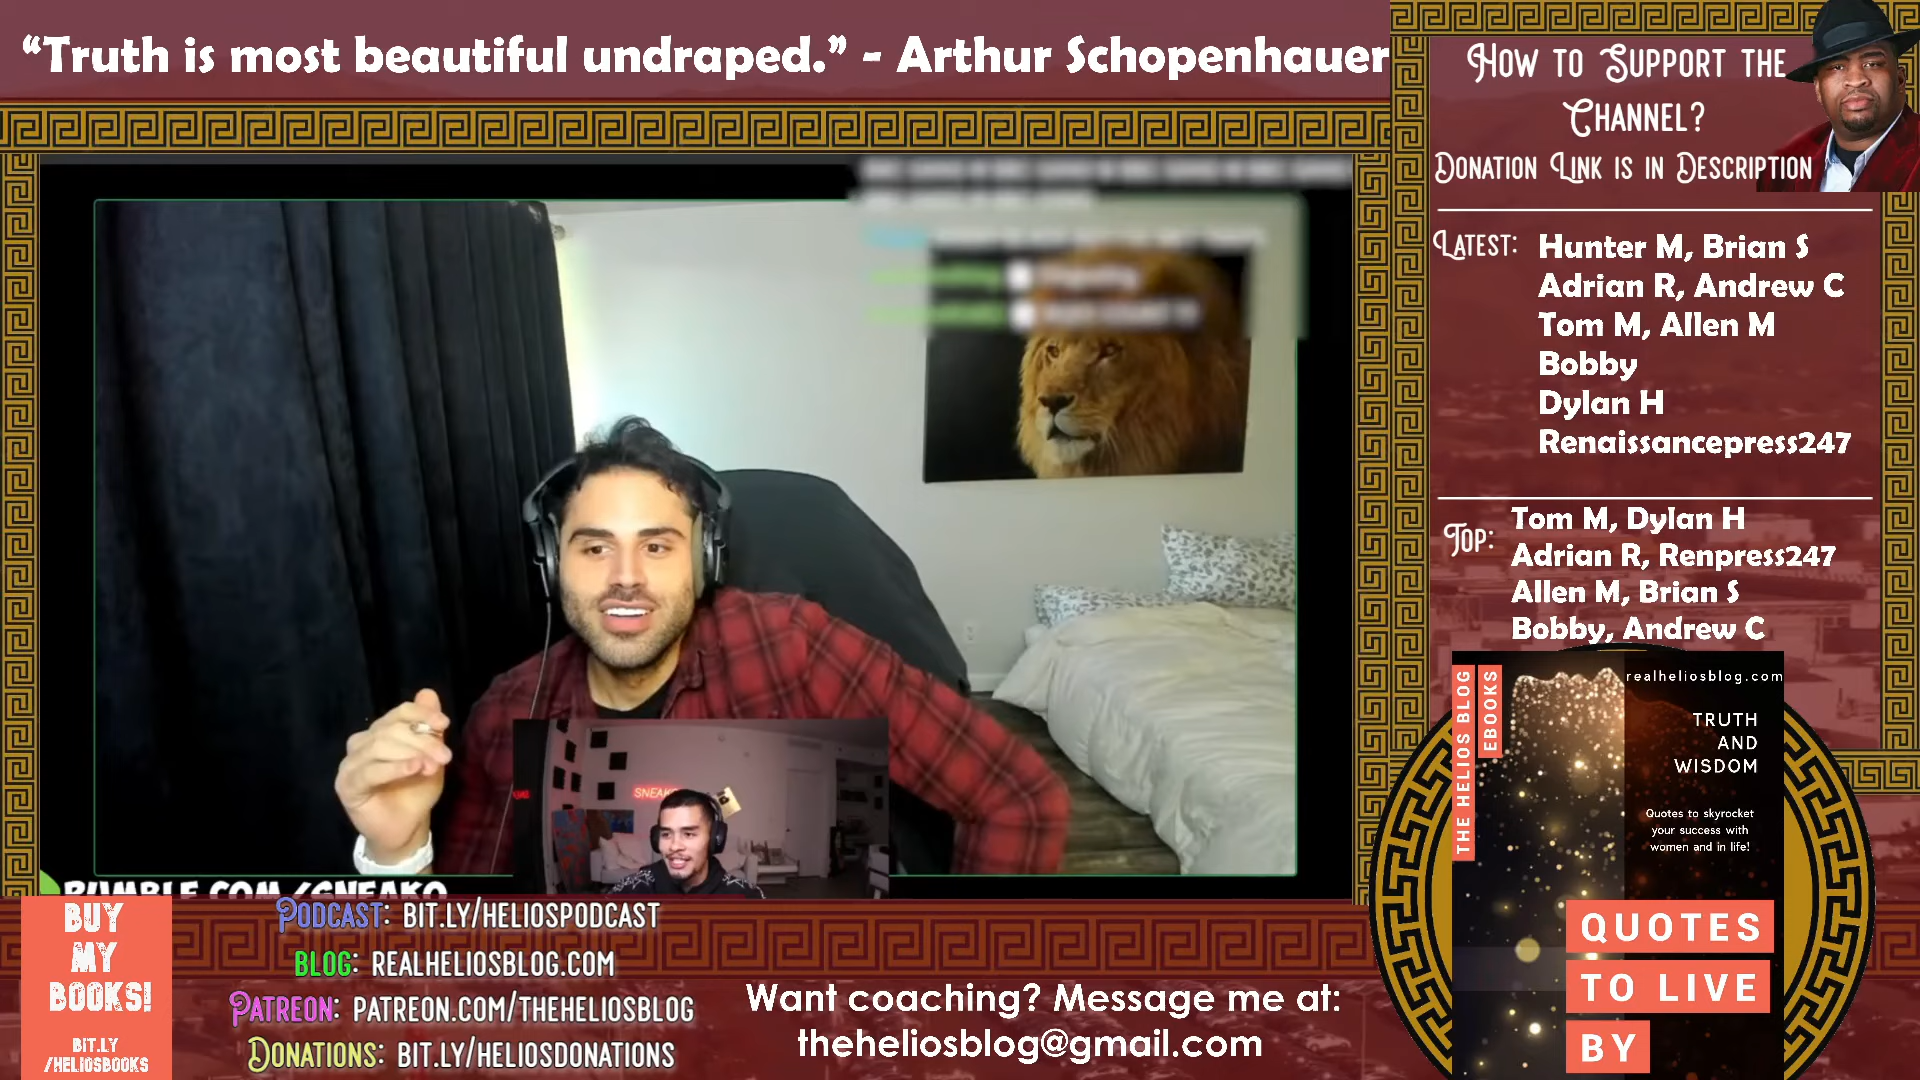 “Truth is most beautiful undraped.” - Arthur Schopenhauer
How to Support the
Channel?
Donation Link is in Description
Latest: Hunter M, Brian S
Adrian R, Andrew C
Tom M, Allen M
Bobby
Dylan H
Renaissancepress247
Top: Tom M, Dylan H
Adrian R, Renpress247
Allen M, Brian S
Bobby, Andrew C
realheliosblog.com
THE HELIOS BLOG
EBOOKS
TRUTH
AND
WISDOM
Quotes to skyrocket
your success with
women and in life!
QUOTES
TO LIVE
BY
SNEAKO
RUMBLE.COM/SNEAKO
BUY
MY
BOOKS!
BIT.LY
/HELIOSBOOKS
Podcast: BIT.LY/HELIOSPODCAST
BLOG: REALHELIOSBLOG.COM
Patreon: PATREON.COM/THEHELIOSBLOG
Donations: BIT.LY/HELIOSDONATIONS
Want coaching? Message me at:
theheliosblog@gmail.com